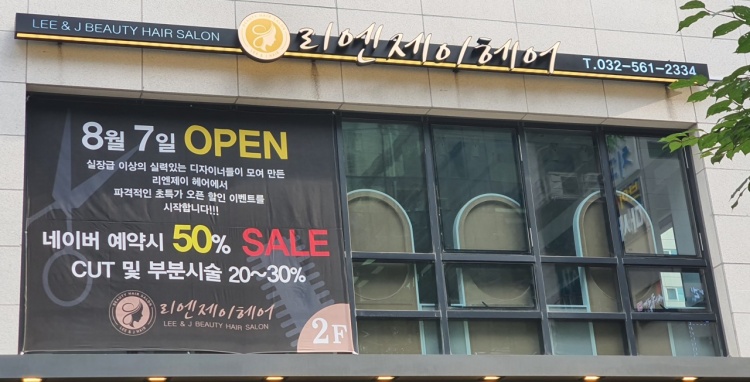 LEE & J BEAUTY HAIR SALON
리엔제이헤어
T.032-561-2334
8월 7일 OPEN
실장급 이상의 실력있는 디자이너들이 모여 만든
리엔제이 헤어에서
파격적인 초특가 오픈 할인 이벤트를
시작합니다!!!
네이버 예약시 50% SALE
CUT 및 부분시술 20~30%
리엔제이헤어
LEE & J BEAUTY HAIR SALON
2F